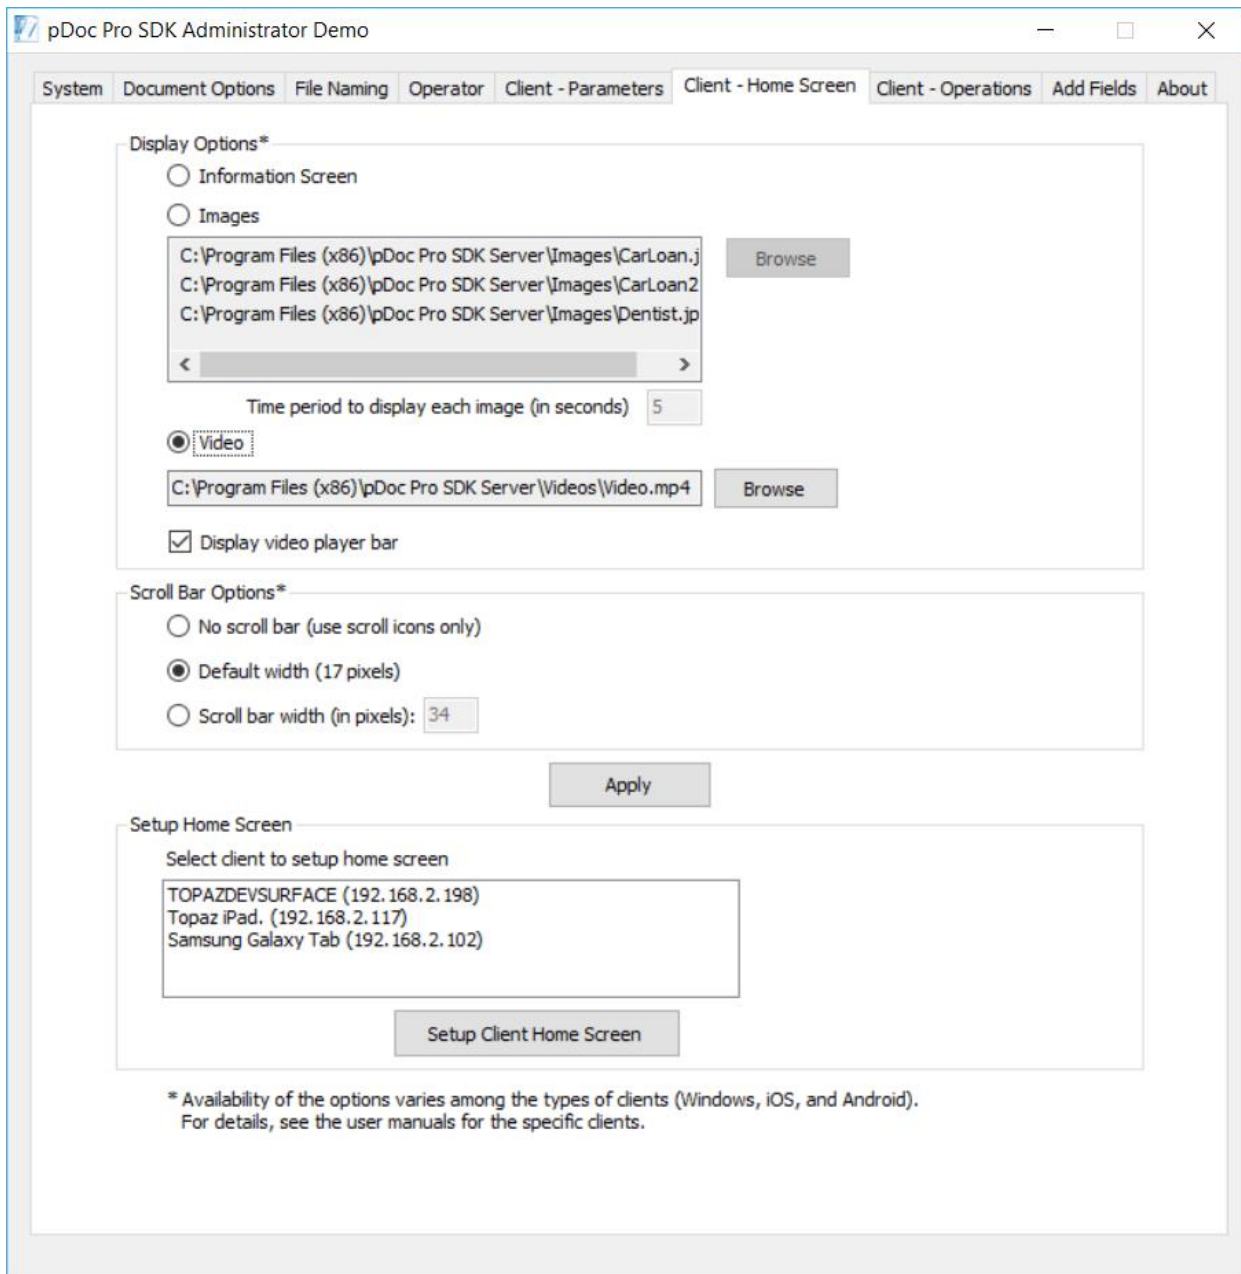 pDoc Pro SDK Administrator Demo
System Document Options File Naming Operator Client - Parameters Client - Home Screen Client - Operations Add Fields About
Display Options*
Information Screen
Images
C:\Program Files (x86)\pDoc Pro SDK Server\Images\CarLoan.j
Browse
C:\Program Files (x86)\pDoc Pro SDK Server\Images\CarLoan2
C:\Program Files (x86)\pDoc Pro SDK Server\Images\Dentist.jp
Time period to display each image (in seconds) 5
Video
C:\Program Files (x86)\pDoc Pro SDK Server\Videos\Video.mp4 Browse
Display video player bar
Scroll Bar Options*
No scroll bar (use scroll icons only)
Default width (17 pixels)
Scroll bar width (in pixels): 34
Apply
Setup Home Screen
Select client to setup home screen
TOPAZDEVSURFACE (192.168.2.198)
Topaz iPad. (192.168.2.117)
Samsung Galaxy Tab (192.168.2.102)
Setup Client Home Screen
* Availability of the options varies among the types of clients (Windows, iOS, and Android).
For details, see the user manuals for the specific clients.